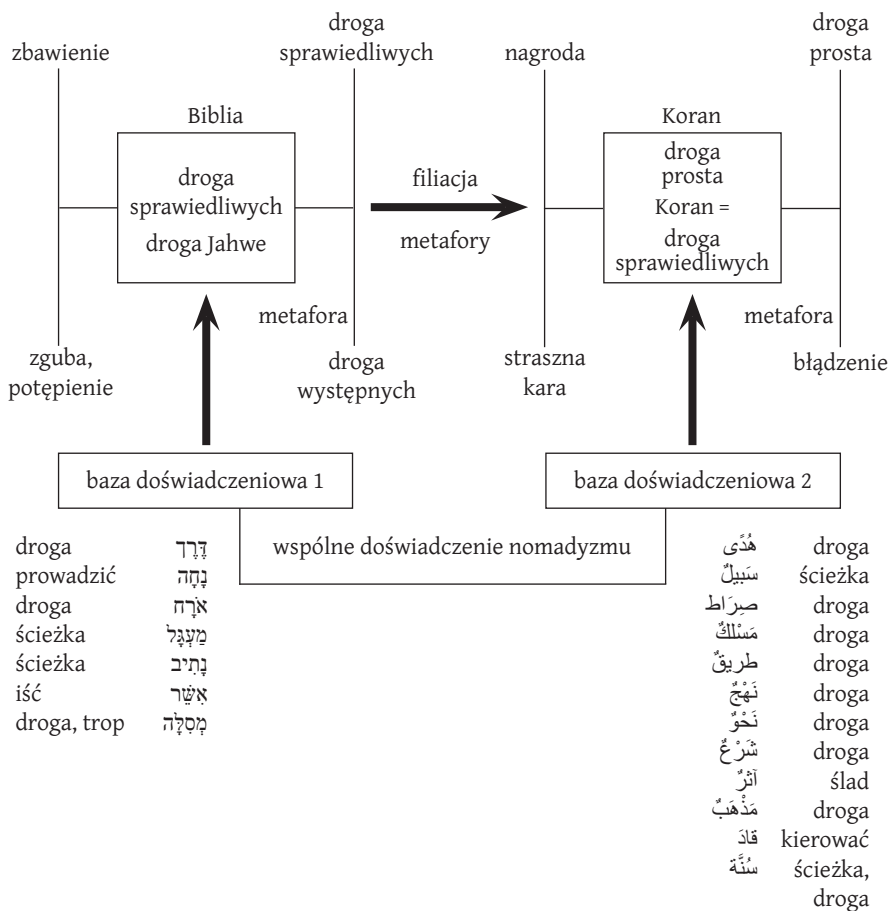 zbawienie
droga
sprawiedliwych
nagroda
droga
prosta
Biblia
droga
sprawiedliwych
droga Jahwe
filiacja
metafory
Koran
droga
prosta
Koran =
droga
sprawiedliwych
metafora
metafora
zguba,
potępienie
droga
występnych
straszna
kara
błądzenie
baza doświadczeniowa 1
baza doświadczeniowa 2
wspólne doświadczenie nomadyzmu
droga דֶּרֶך
prowadzić נָחָה
droga אֹרָח
ścieżka מַעְגָּל
ścieżka נָתִיב
iść אִשֵּׁר
droga, trop מְסִלָּה
هُدًى droga
سَبيلٌ ścieżka
صِرَاط droga
مَسْلكٌ droga
طريقٌ droga
نَهْجٌ droga
نَحْوٌ droga
شَرْعٌ droga
آثرٌ ślad
مَذْهَبٌ droga
قادَ kierować
سُنَّة ścieżka,
droga